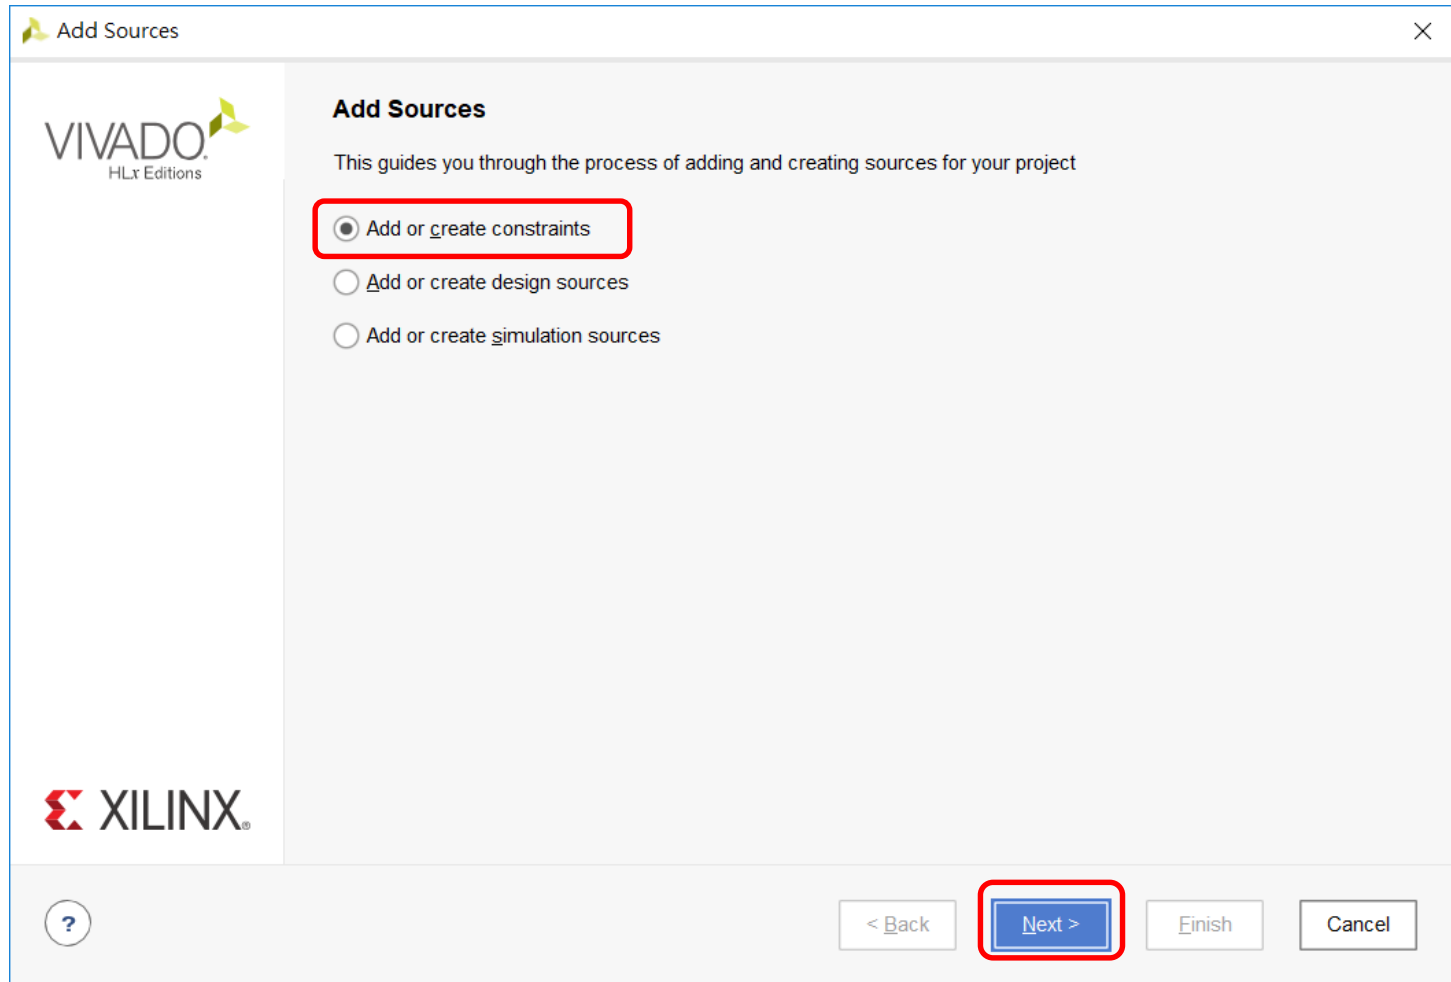 Add Sources
VIVADO.
HLx Editions
Add Sources
This guides you through the process of adding and creating sources for your project
Add or create constraints
Add or create design sources
Add or create simulation sources
XILINX®
?
< Back
Next >
Finish
Cancel